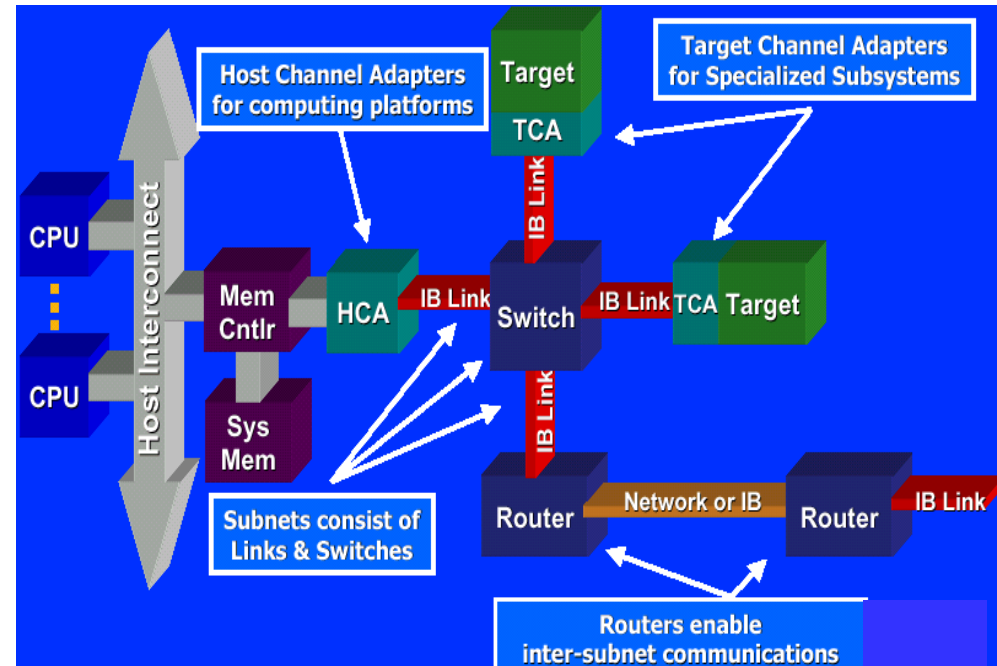 Host Channel Adapters
for computing platforms
Target
TCA
Target Channel Adapters
for Specialized Subsystems
IB Link
CPU
CPU
Host Interconnect
Mem
Cntlr
HCA
IB Link
Switch
IB Link
TCA
Target
Sys
Mem
IB Link
Subnets consist of
Links & Switches
Router
Network or IB
Router
IB Link
Routers enable
inter-subnet communications